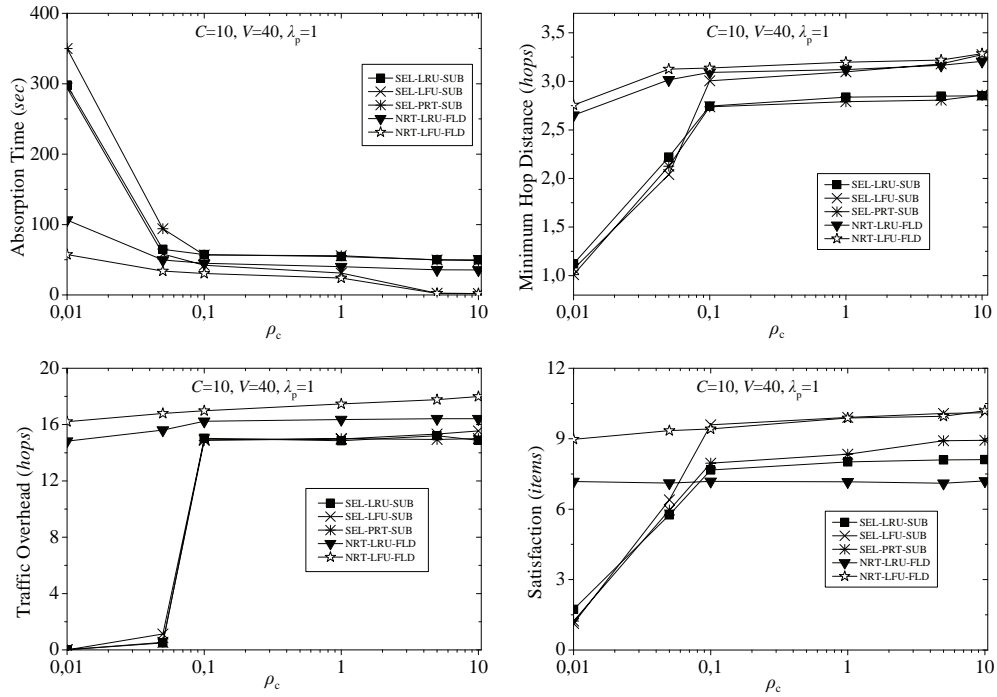 C=10, V=40, λp=1
Absorption Time (sec)
400
300
200
100
0
SEL-LRU-SUB
SEL-LFU-SUB
SEL-PRT-SUB
NRT-LRU-FLD
NRT-LFU-FLD
0,01
0,1
1
10
ρc
C=10, V=40, λp=1
Minimum Hop Distance (hops)
3,5
3,0
2,5
2,0
1,5
1,0
SEL-LRU-SUB
SEL-LFU-SUB
SEL-PRT-SUB
NRT-LRU-FLD
NRT-LFU-FLD
0,01
0,1
1
10
ρc
C=10, V=40, λp=1
Traffic Overhead (hops)
20
16
12
8
4
0
SEL-LRU-SUB
SEL-LFU-SUB
SEL-PRT-SUB
NRT-LRU-FLD
NRT-LFU-FLD
0,01
0,1
1
10
ρc
C=10, V=40, λp=1
Satisfaction (items)
12
9
6
3
0
SEL-LRU-SUB
SEL-LFU-SUB
SEL-PRT-SUB
NRT-LRU-FLD
NRT-LFU-FLD
0,01
0,1
1
10
ρc